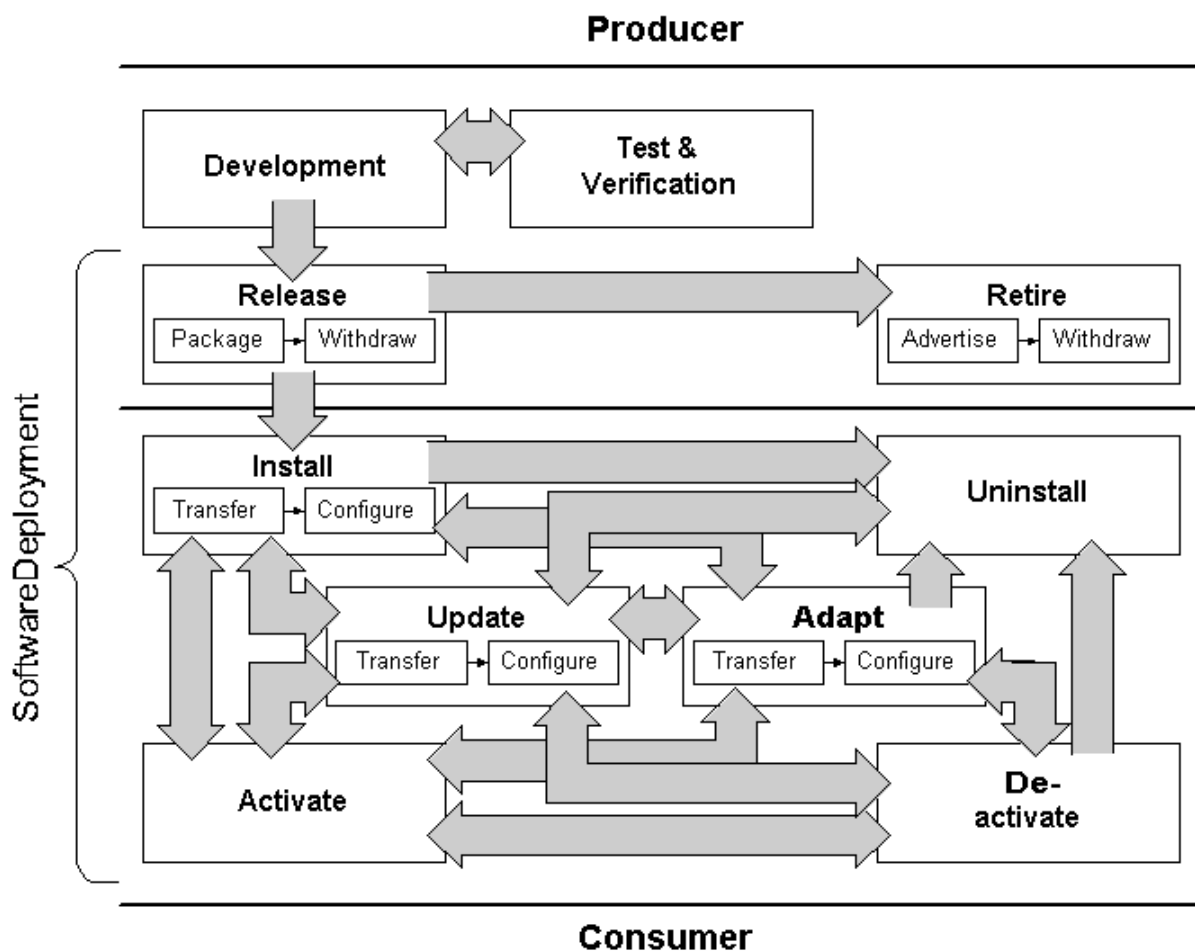 Producer
Development
Test &
Verification
Release
Package
Withdraw
Retire
Advertise
Withdraw
SoftwareDeployment
Install
Transfer
Configure
Uninstall
Update
Transfer
Configure
Adapt
Transfer
Configure
Activate
De-
activate
Consumer